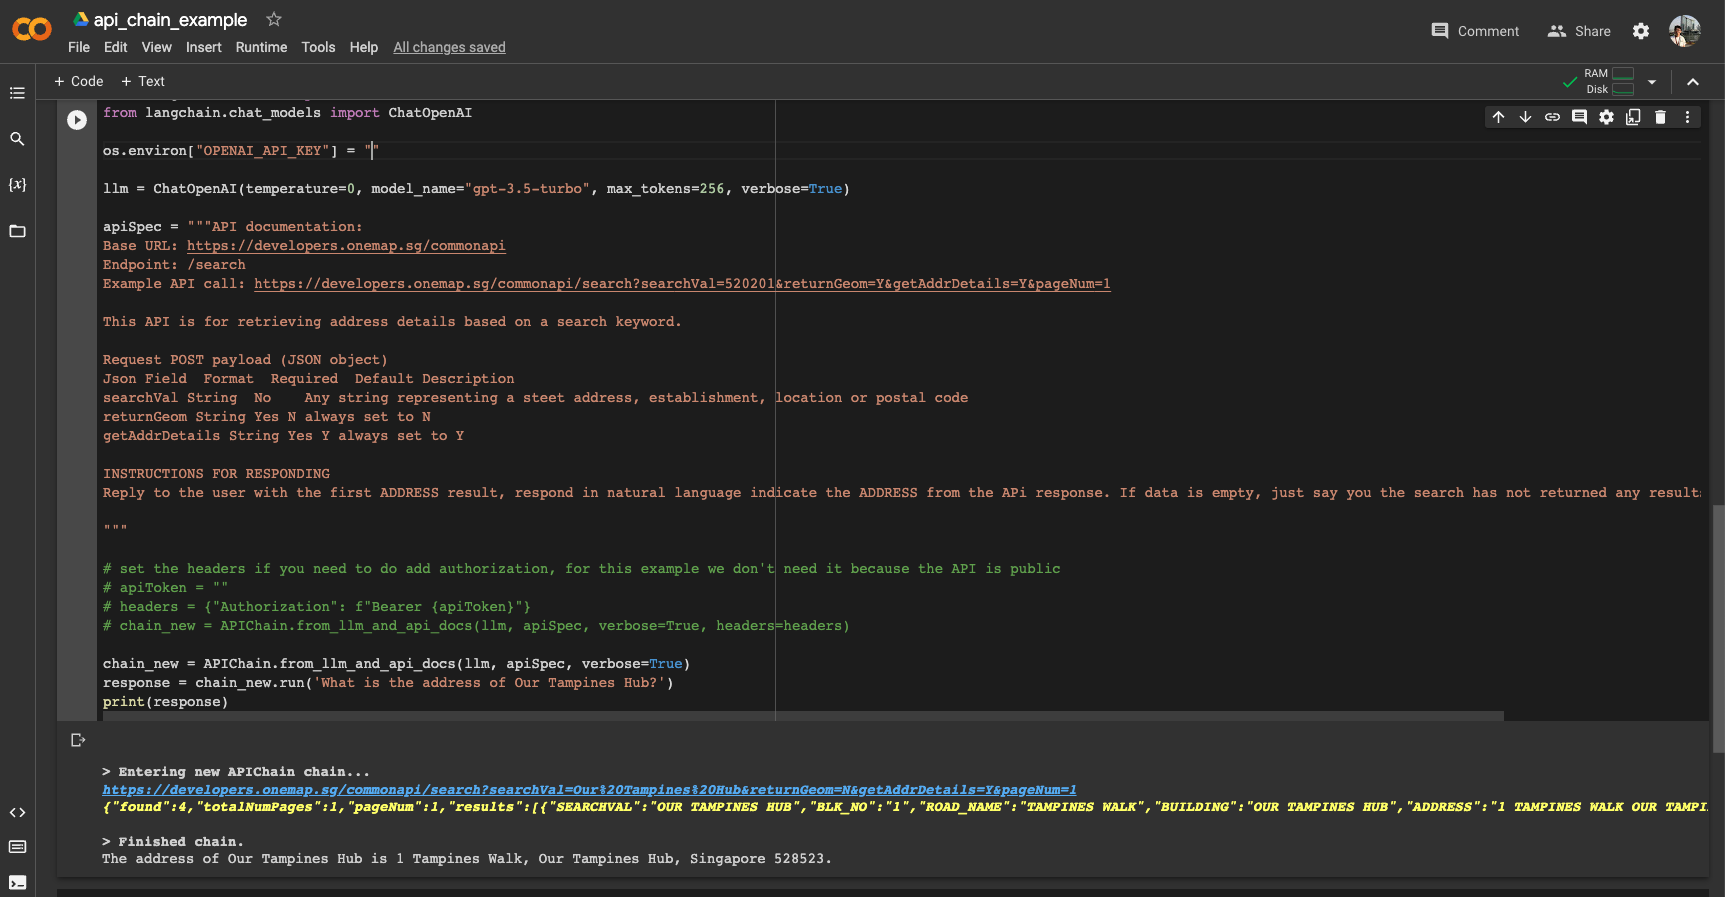 api_chain_example
File Edit View Insert Runtime Tools Help All changes saved
Comment Share
+ Code + Text
RAM
Disk
from langchain.chat_models import ChatOpenAI
os.environ["OPENAI_API_KEY"] = ""
llm = ChatOpenAI(temperature=0, model_name="gpt-3.5-turbo", max_tokens=256, verbose=True)
apiSpec = """API documentation:
Base URL: https://developers.onemap.sg/commonapi
Endpoint: /search
Example API call: https://developers.onemap.sg/commonapi/search?searchVal=520201&returnGeom=Y&getAddrDetails=Y&pageNum=1
This API is for retrieving address details based on a search keyword.
Request POST payload (JSON object)
Json Field Format Required Default Description
searchVal String No Any string representing a steet address, establishment, location or postal code
returnGeom String Yes N always set to N
getAddrDetails String Yes Y always set to Y
INSTRUCTIONS FOR RESPONDING
Reply to the user with the first ADDRESS result, respond in natural language indicate the ADDRESS from the APi response. If data is empty, just say you the search has not returned any results
"""
# set the headers if you need to do add authorization, for this example we don't need it because the API is public
# apiToken = ""
# headers = {"Authorization": f"Bearer {apiToken}"}
# chain_new = APIChain.from_llm_and_api_docs(llm, apiSpec, verbose=True, headers=headers)
chain_new = APIChain.from_llm_and_api_docs(llm, apiSpec, verbose=True)
response = chain_new.run('What is the address of Our Tampines Hub?')
print(response)
> Entering new APIChain chain...
https://developers.onemap.sg/commonapi/search?searchVal=Our%20Tampines%20Hub&returnGeom=N&getAddrDetails=Y&pageNum=1
{"found":4,"totalNumPages":1,"pageNum":1,"results":[{"SEARCHVAL":"OUR TAMPINES HUB","BLK_NO":"1","ROAD_NAME":"TAMPINES WALK","BUILDING":"OUR TAMPINES HUB","ADDRESS":"1 TAMPINES WALK OUR TAMPI
> Finished chain.
The address of Our Tampines Hub is 1 Tampines Walk, Our Tampines Hub, Singapore 528523.